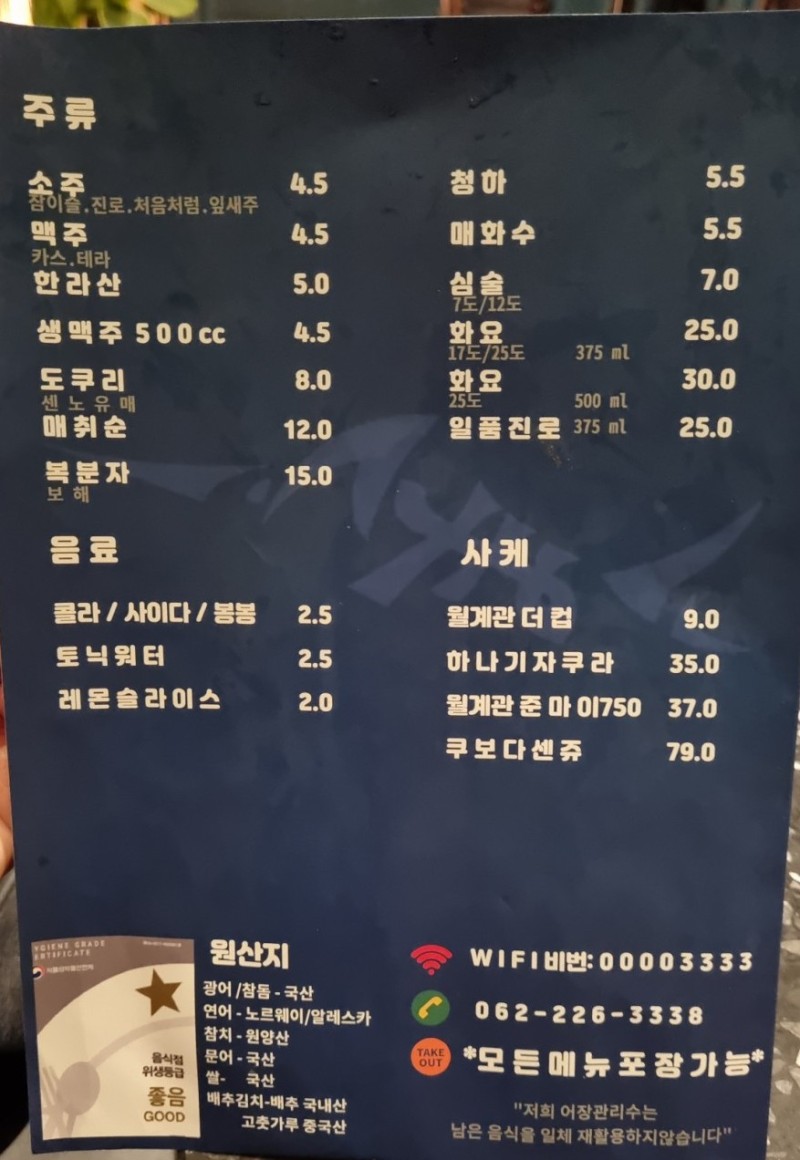 주류
소주 4.5
참이슬.진로.처음처럼.잎새주
맥주 4.5
카스.테라
한라산 5.0
생맥주 500cc 4.5
도쿠리 8.0
센노유메
매취순 12.0
복분자 15.0
보해
청하 5.5
매화수 5.5
심술 7.0
7도/12도
화요 25.0
17도/25도 375 ml
화요 30.0
25도 500 ml
일품진로 375 ml 25.0
음료
콜라 / 사이다 / 봉봉 2.5
토닉워터 2.5
레몬슬라이스 2.0
사케
월계관 더 컵 9.0
하나기자쿠라 35.0
월계관 준마이750 37.0
쿠보다센쥬 79.0
HYGIENE GRADE
CERTIFICATE
식품의약품안전처
음식점
위생등급
좋음
GOOD
원산지
광어/참돔 - 국산
연어 - 노르웨이/알레스카
참치 - 원양산
문어 - 국산
쌀- 국산
배추김치-배추 국내산
고춧가루 중국산
WIFI비번:00003333
062-226-3338
TAKE
OUT
*모든메뉴포장가능*
"저희 어장관리수는
남은 음식을 일체 재활용하지않습니다"